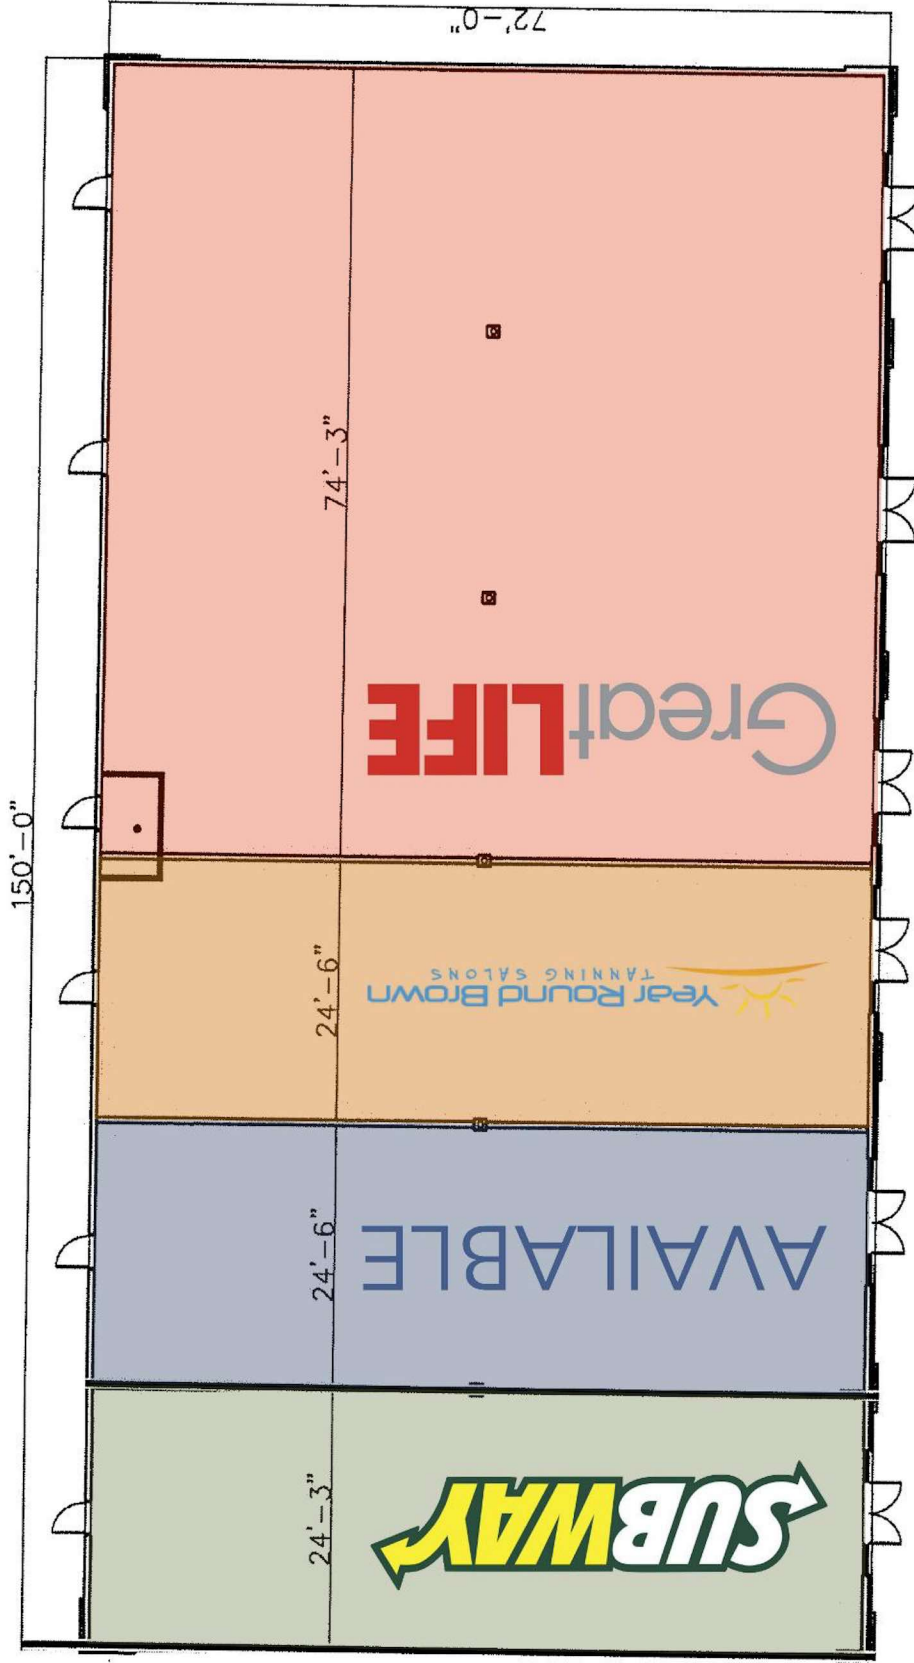 72'-0"
150'-0"
74'-3"
GreatLIFE
24'-6"
Year Round Brown
TANNING SALONS
24'-6"
AVAILABLE
24'-3"
SUBWAY